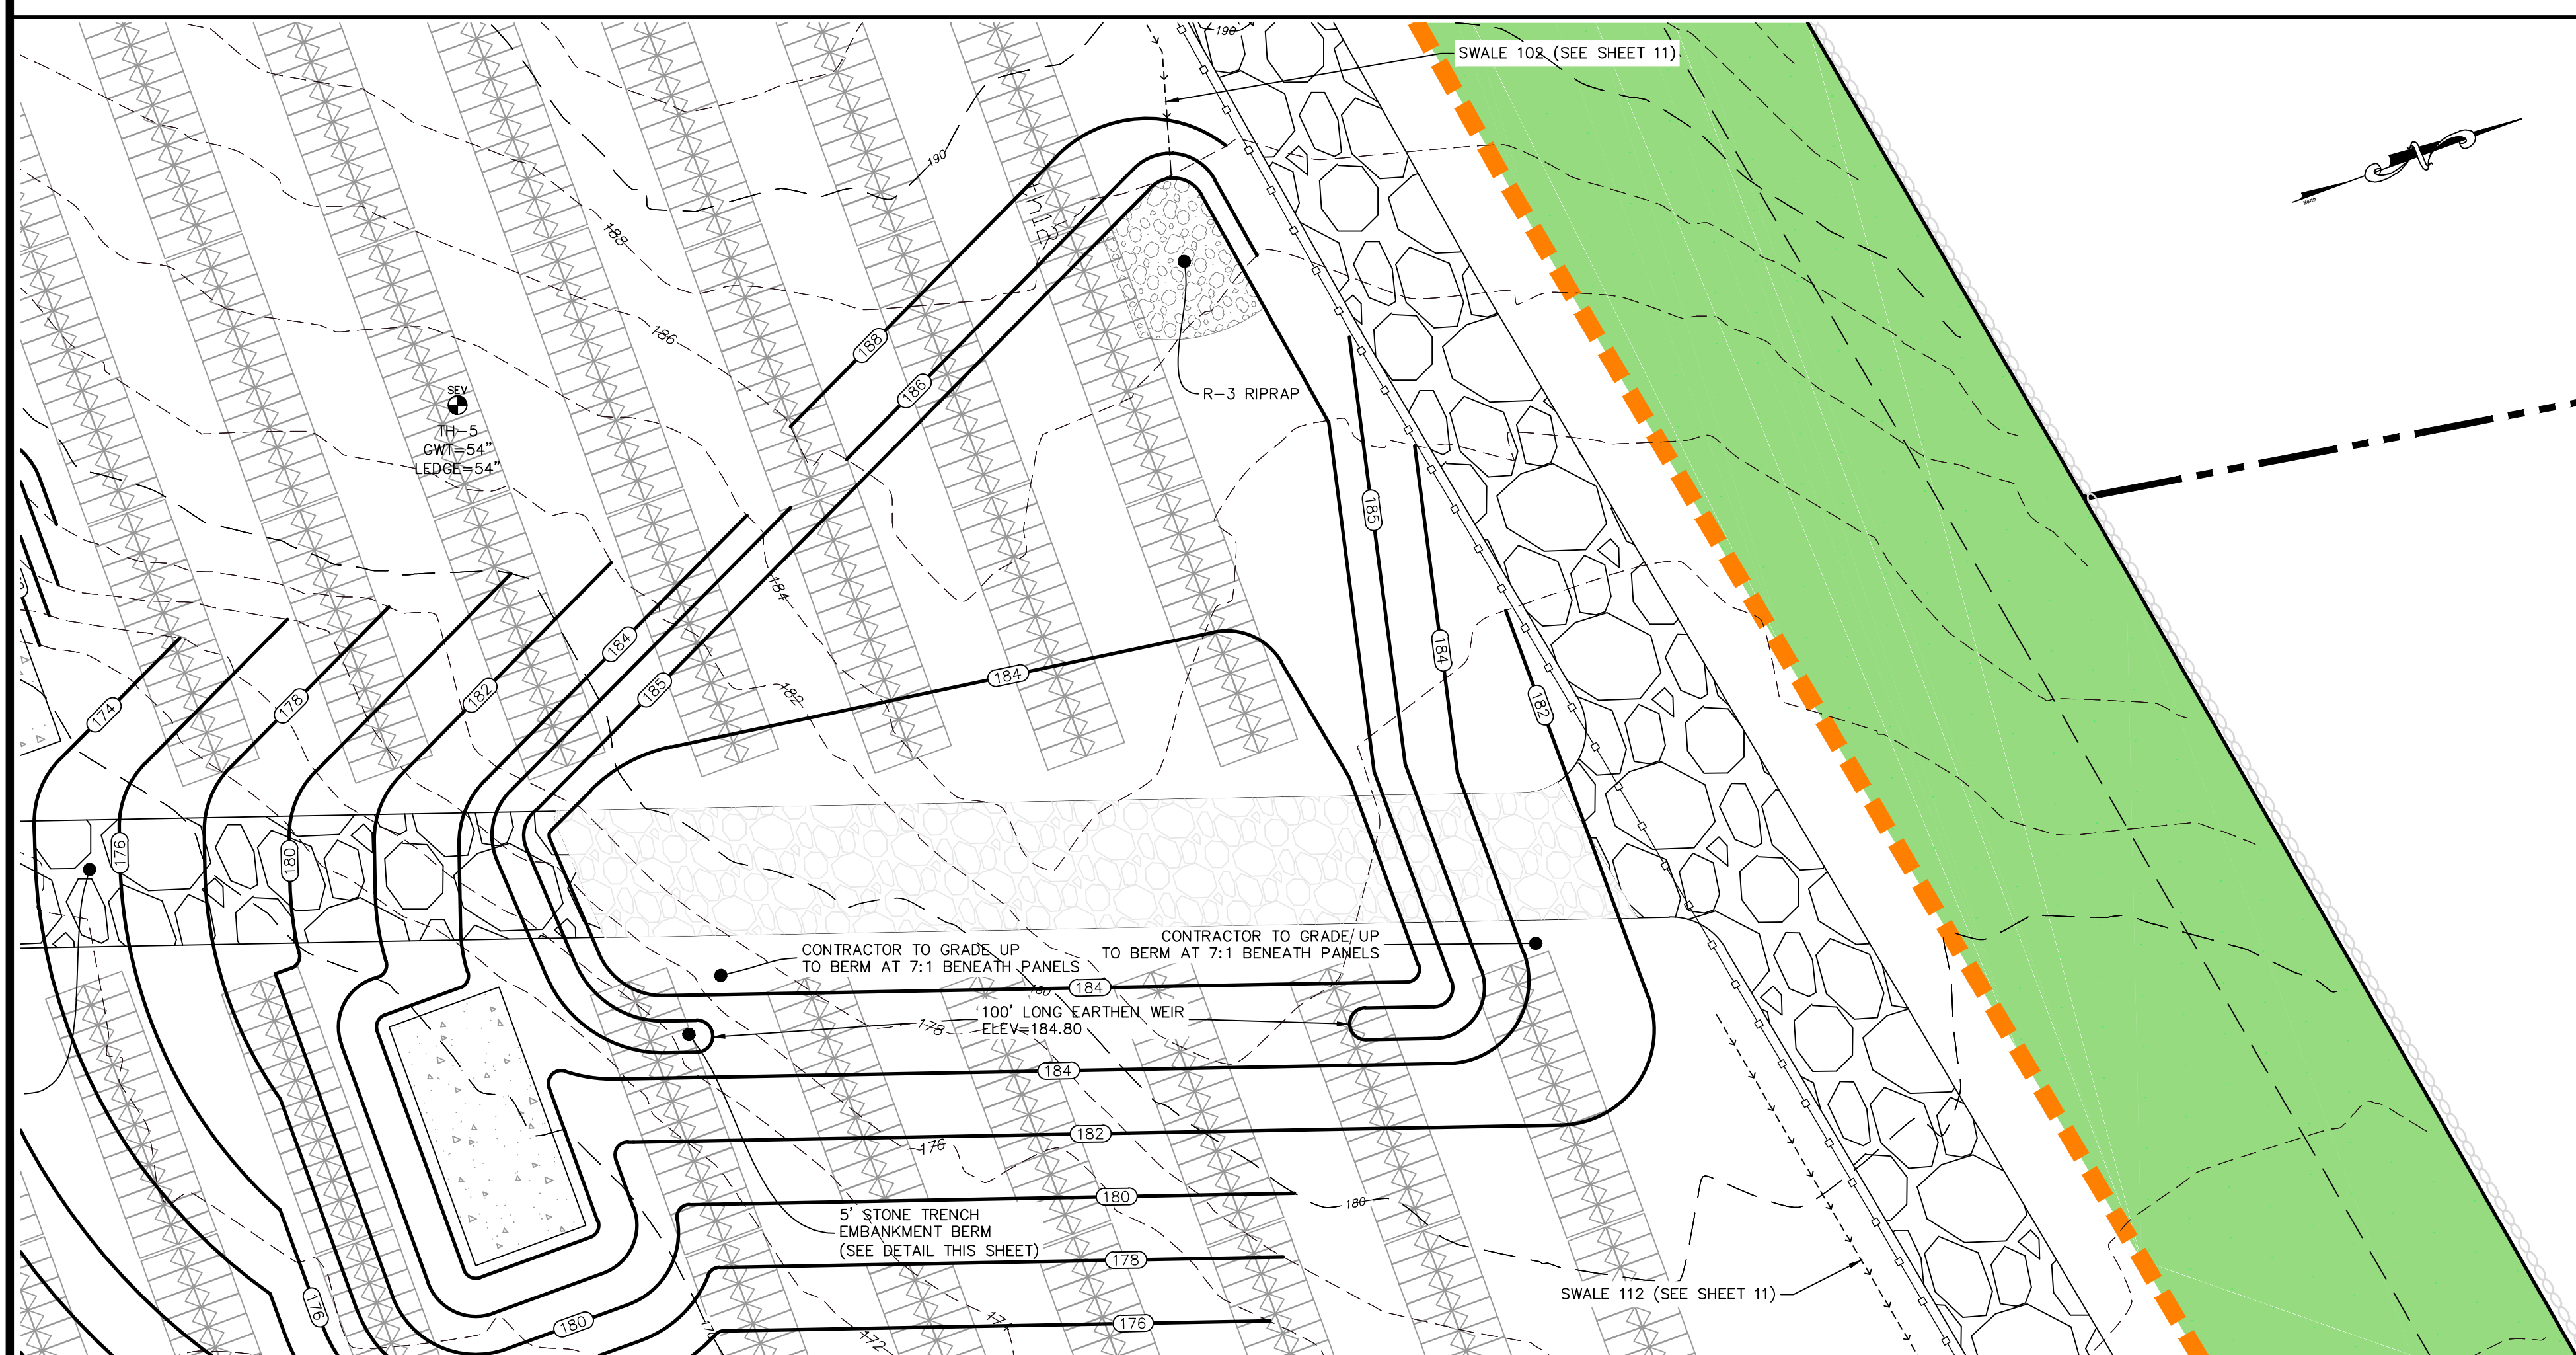 190
SWALE 102 (SEE SHEET 11)
190
188
188
186
186
SEV
TH-5
GWT=54"
LEDGE=54"
R-3 RIPRAP
North
185
184
184
182
184
185
184
182
178
174
182
176
180
CONTRACTOR TO GRADE UP
TO BERM AT 7:1 BENEATH PANELS
CONTRACTOR TO GRADE UP
TO BERM AT 7:1 BENEATH PANELS
184
180
100' LONG EARTHEN WEIR
ELEV=184.80
178
184
182
176
180
180
5' STONE TRENCH
EMBANKMENT BERM
(SEE DETAIL THIS SHEET)
178
SWALE 112 (SEE SHEET 11)
176
180
176
172